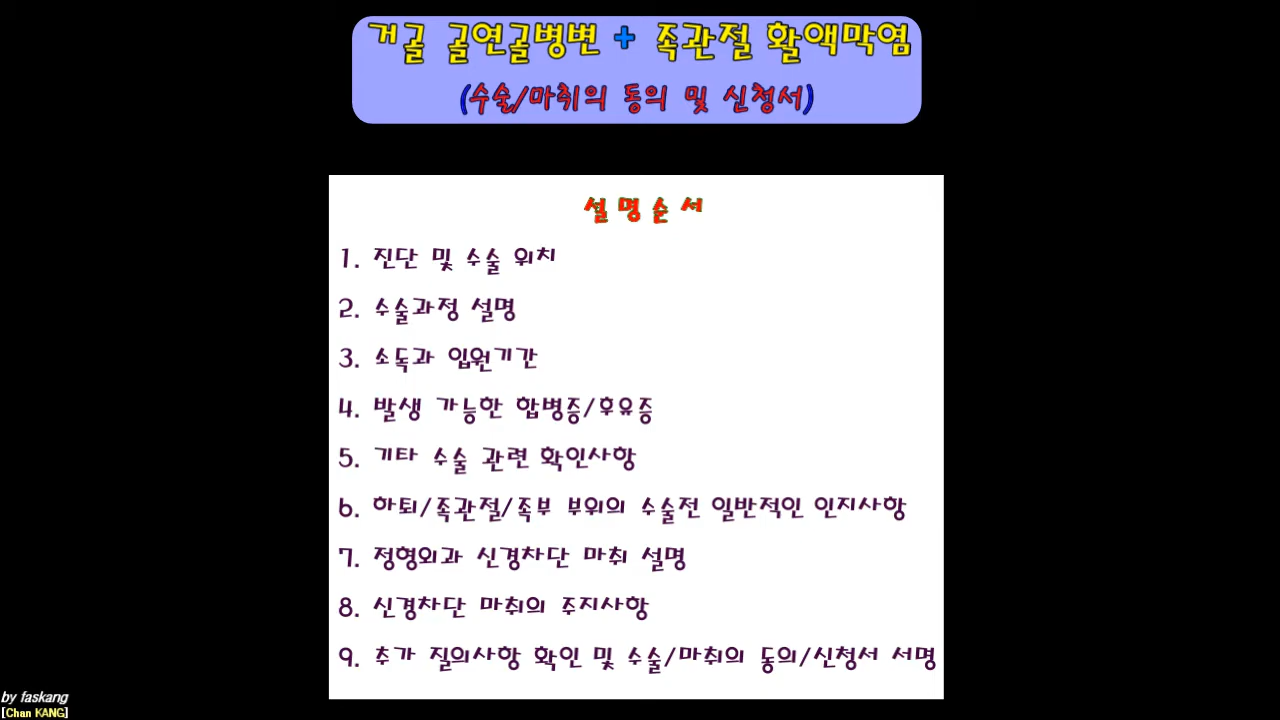 거골 골연골병변 + 족관절 활액막염
(수술/마취의 동의 및 신청서)
설명순서
1. 진단 및 수술 위치
2. 수술과정 설명
3. 소독과 입원기간
4. 발생 가능한 합병증/후유증
5. 기타 수술 관련 확인사항
6. 하퇴/족관절/족부 부위의 수술전 일반적인 인지사항
7. 정형외과 신경차단 마취 설명
8. 신경차단 마취의 주지사항
9. 추가 질의사항 확인 및 수술/마취의 동의/신청서 서명
by faskang
[Chan KANG]